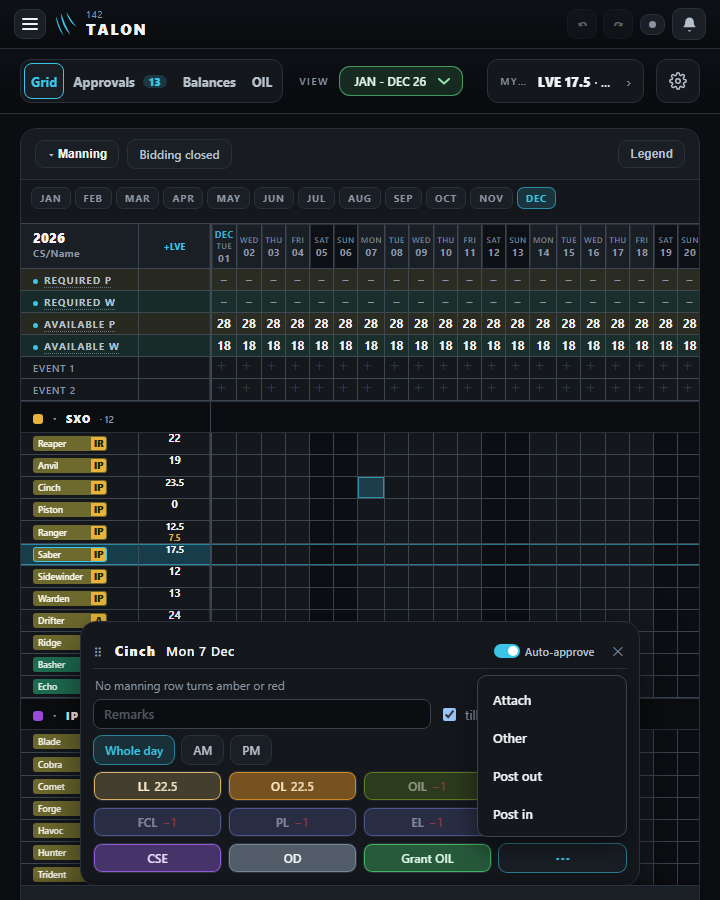 142
TALON
Grid Approvals 13 Balances OIL VIEW JAN - DEC 26 MY... LVE 17.5 · ... ›
Manning Bidding closed Legend
JAN FEB MAR APR MAY JUN JUL AUG SEP OCT NOV DEC
2026 CS/Name +LVE
DEC TUE 01 WED 02 THU 03 FRI 04 SAT 05 SUN 06 MON 07 TUE 08 WED 09 THU 10 FRI 11 SAT 12 SUN 13 MON 14 TUE 15 WED 16 THU 17 FRI 18 SAT 19 SUN 20
REQUIRED P – – – – – – – – – – – – – – – – – – – –
REQUIRED W – – – – – – – – – – – – – – – – – – – –
AVAILABLE P 28 28 28 28 28 28 28 28 28 28 28 28 28 28 28 28 28 28 28 28
AVAILABLE W 18 18 18 18 18 18 18 18 18 18 18 18 18 18 18 18 18 18 18 18
EVENT 1 + + + + + + + + + + + + + + + + + + + +
EVENT 2 + + + + + + + + + + + + + + + + + + + +
SXO · 12
Reaper IR 22
Anvil IP 19
Cinch IP 23.5
Piston IP 0
Ranger IP 12.5 7.5
Saber IP 17.5
Sidewinder IP 12
Warden IP 13
Drifter 24
Ridge
Basher
Echo
IP
Blade
Cobra
Comet
Forge
Havoc
Hunter
Trident
Cinch Mon 7 Dec Auto-approve
No manning row turns amber or red
Remarks
Whole day AM PM
LL 22.5 OL 22.5 OIL −1
FCL −1 PL −1 EL −1
CSE OD Grant OIL ---
Attach
Other
Post out
Post in